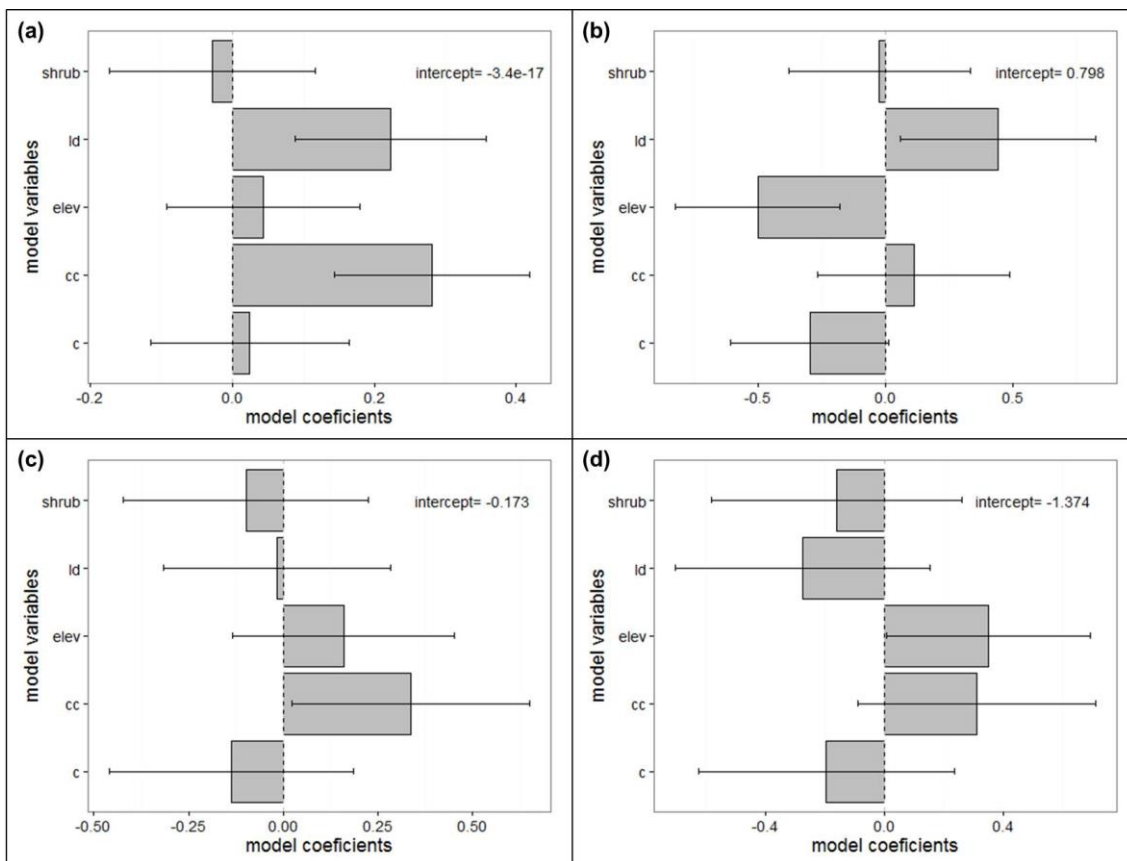 (a)
intercept= -3.4e-17
model variables
shrub
ld
elev
cc
c
-0.2
0.0
0.2
0.4
model coeficients
(b)
intercept= 0.798
model variables
shrub
ld
elev
cc
c
-0.5
0.0
0.5
model coeficients
(c)
intercept= -0.173
model variables
shrub
ld
elev
cc
c
-0.50
-0.25
0.00
0.25
0.50
model coeficients
(d)
intercept= -1.374
model variables
shrub
ld
elev
cc
c
-0.4
0.0
0.4
model coeficients